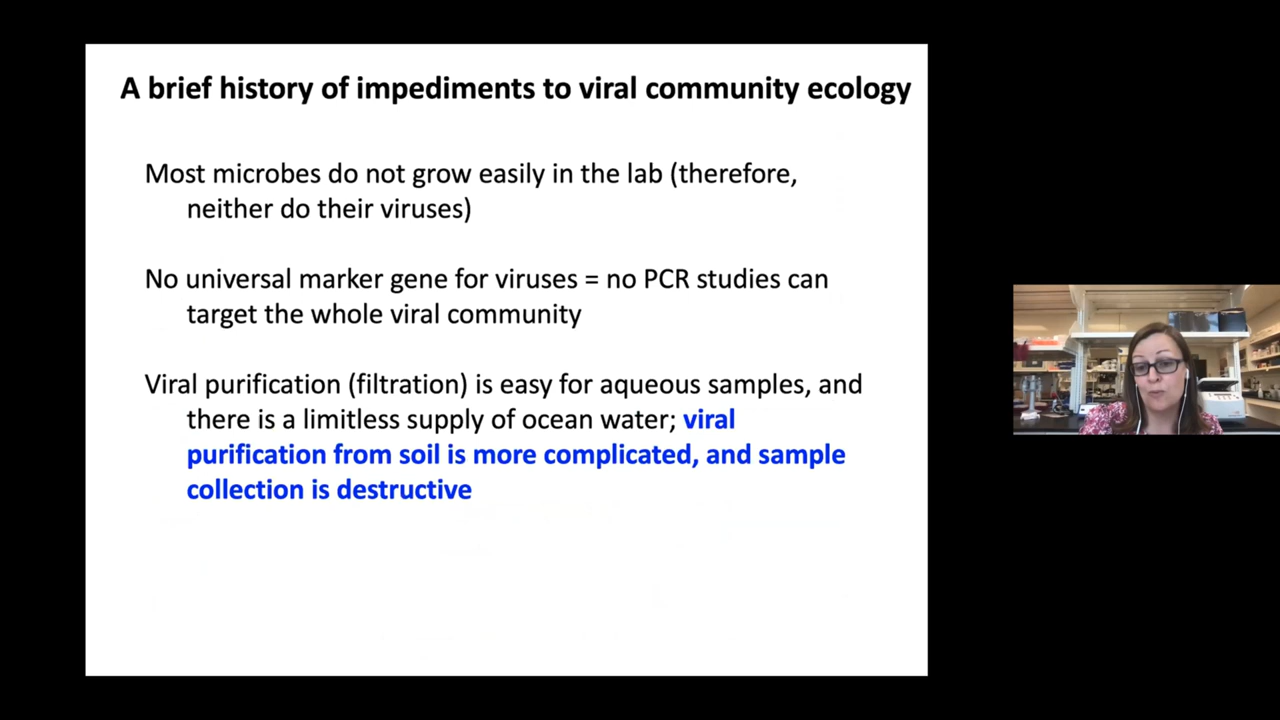 A brief history of impediments to viral community ecology
Most microbes do not grow easily in the lab (therefore,
neither do their viruses)
No universal marker gene for viruses = no PCR studies can
target the whole viral community
Viral purification (filtration) is easy for aqueous samples, and
there is a limitless supply of ocean water; viral
purification from soil is more complicated, and sample
collection is destructive